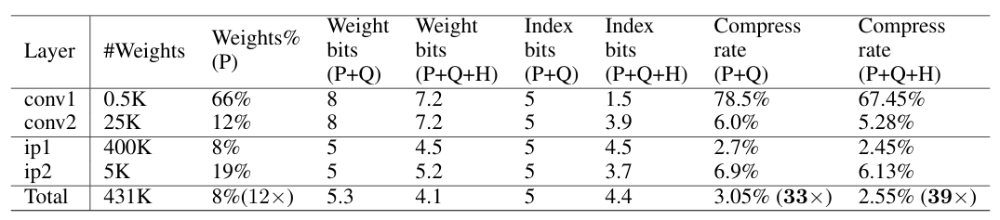 Layer #Weights Weights% (P) Weight bits (P+Q) Weight bits (P+Q+H) Index bits (P+Q) Index bits (P+Q+H) Compress rate (P+Q) Compress rate (P+Q+H)
conv1 0.5K 66% 8 7.2 5 1.5 78.5% 67.45%
conv2 25K 12% 8 7.2 5 3.9 6.0% 5.28%
ip1 400K 8% 5 4.5 5 4.5 2.7% 2.45%
ip2 5K 19% 5 5.2 5 3.7 6.9% 6.13%
Total 431K 8%(12×) 5.3 4.1 5 4.4 3.05% (33×) 2.55% (39×)